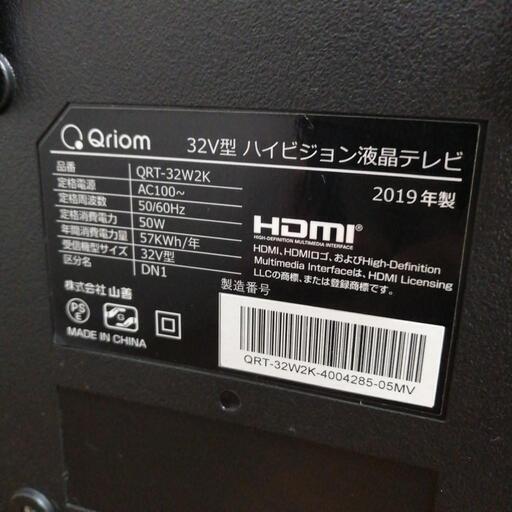 Qriom
32V型 ハイビジョン液晶テレビ
2019年製
品番 QRT-32W2K
定格電源 AC100~
定格周波数 50/60Hz
定格消費電力 50W
年間消費電力量 57KWh/年
受信機型サイズ 32V型
区分名 DN1
株式会社 山善
PS
E
G
MADE IN CHINA
HDMI
HIGH-DEFINITION MULTIMEDIA INTERFACE
HDMI、HDMIロゴ、およびHigh-Definition
Multimedia Interfaceは、HDMI Licensing
LLCの商標、または登録商標です。
製造番号
QRT-32W2K-4004285-05MV